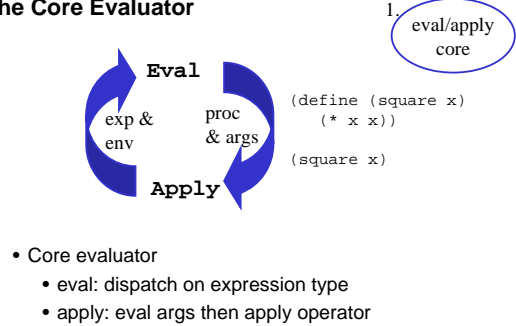 he Core Evaluator
1.
eval/apply
core
Eval
exp &
env
proc
& args
Apply
(define (square x)
(* x x))
(square x)
• Core evaluator
• eval: dispatch on expression type
• apply: eval args then apply operator